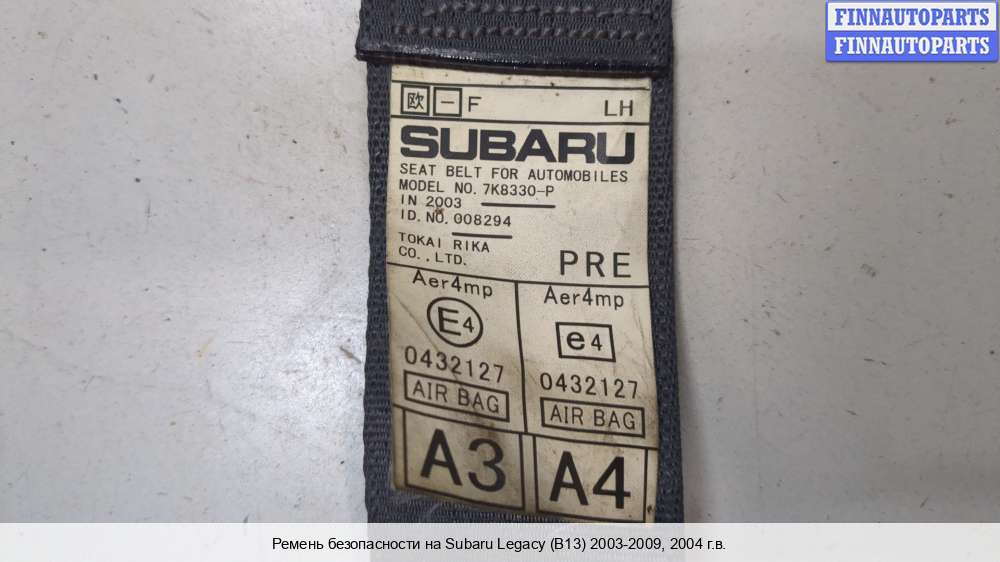 FINNAUTOPARTS
FINNAUTOPARTS
欧 一 F LH
SUBARU
SEAT BELT FOR AUTOMOBILES
MODEL NO. 7K8330-P
IN 2003
ID. NO. 008294
TOKAI RIKA
CO., LTD.
PRE
Aer4mp
E4
0432127
AIR BAG
A3
Aer4mp
e4
0432127
AIR BAG
A4
Ремень безопасности на Subaru Legacy (B13) 2003-2009, 2004 г.в.